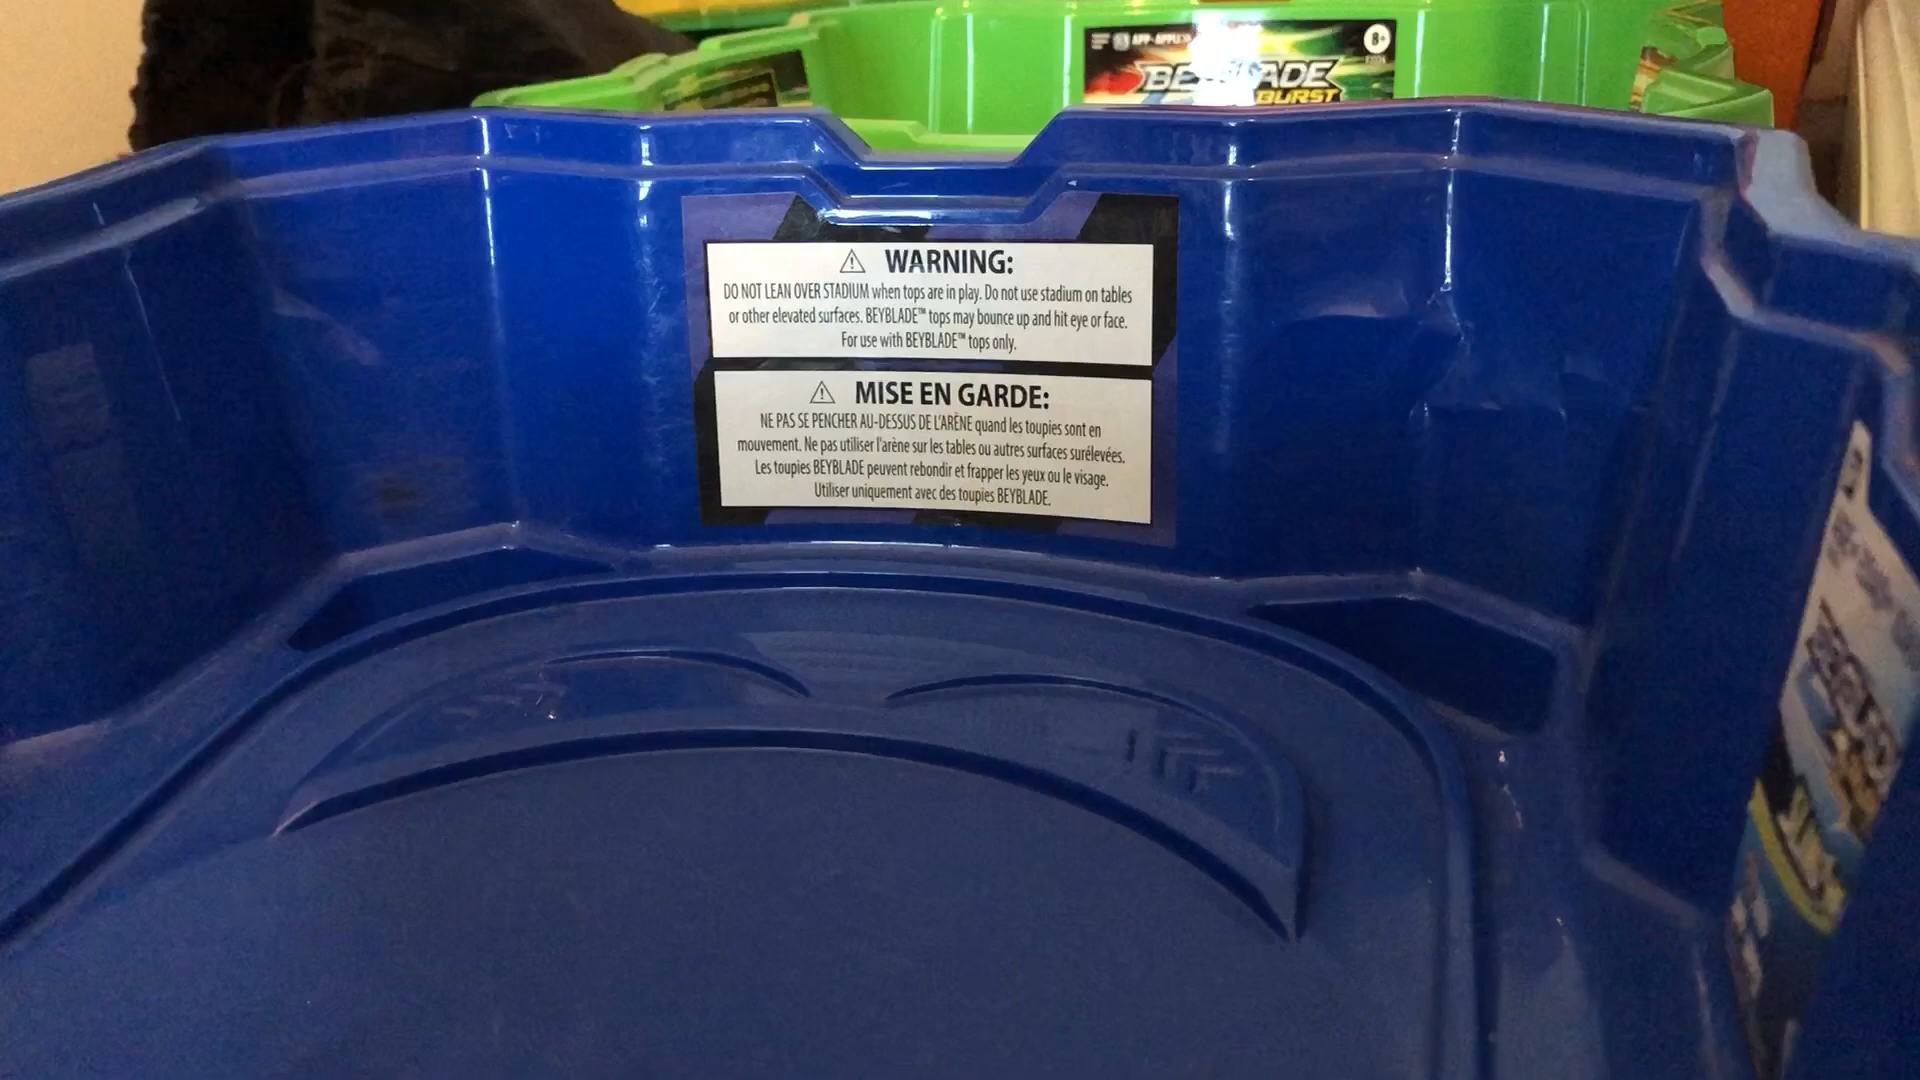 APP-APPLI
8+
BEYBLADE
BURST
WARNING:
DO NOT LEAN OVER STADIUM when tops are in play. Do not use stadium on tables
or other elevated surfaces. BEYBLADE™ tops may bounce up and hit eye or face.
For use with BEYBLADE™ tops only.
MISE EN GARDE:
NE PAS SE PENCHER AU-DESSUS DE L'ARÈNE quand les toupies sont en
mouvement. Ne pas utiliser l'arène sur les tables ou autres surfaces surélevées.
Les toupies BEYBLADE peuvent rebondir et frapper les yeux ou le visage.
Utiliser uniquement avec des toupies BEYBLADE.